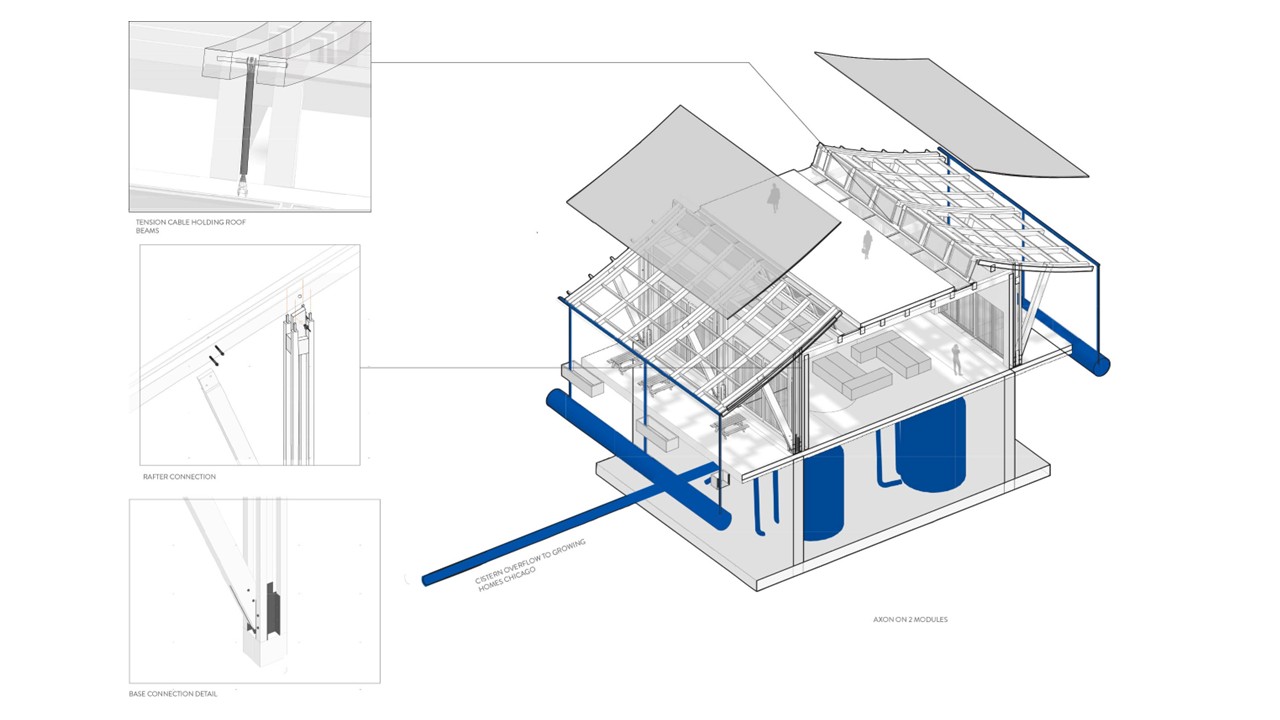 TENSION CABLE HOLDING ROOF
BEAMS
RAFTER CONNECTION
BASE CONNECTION DETAIL
CISTERN OVERFLOW TO GROWING
HOMES CHICAGO
AXON ON 2 MODULES